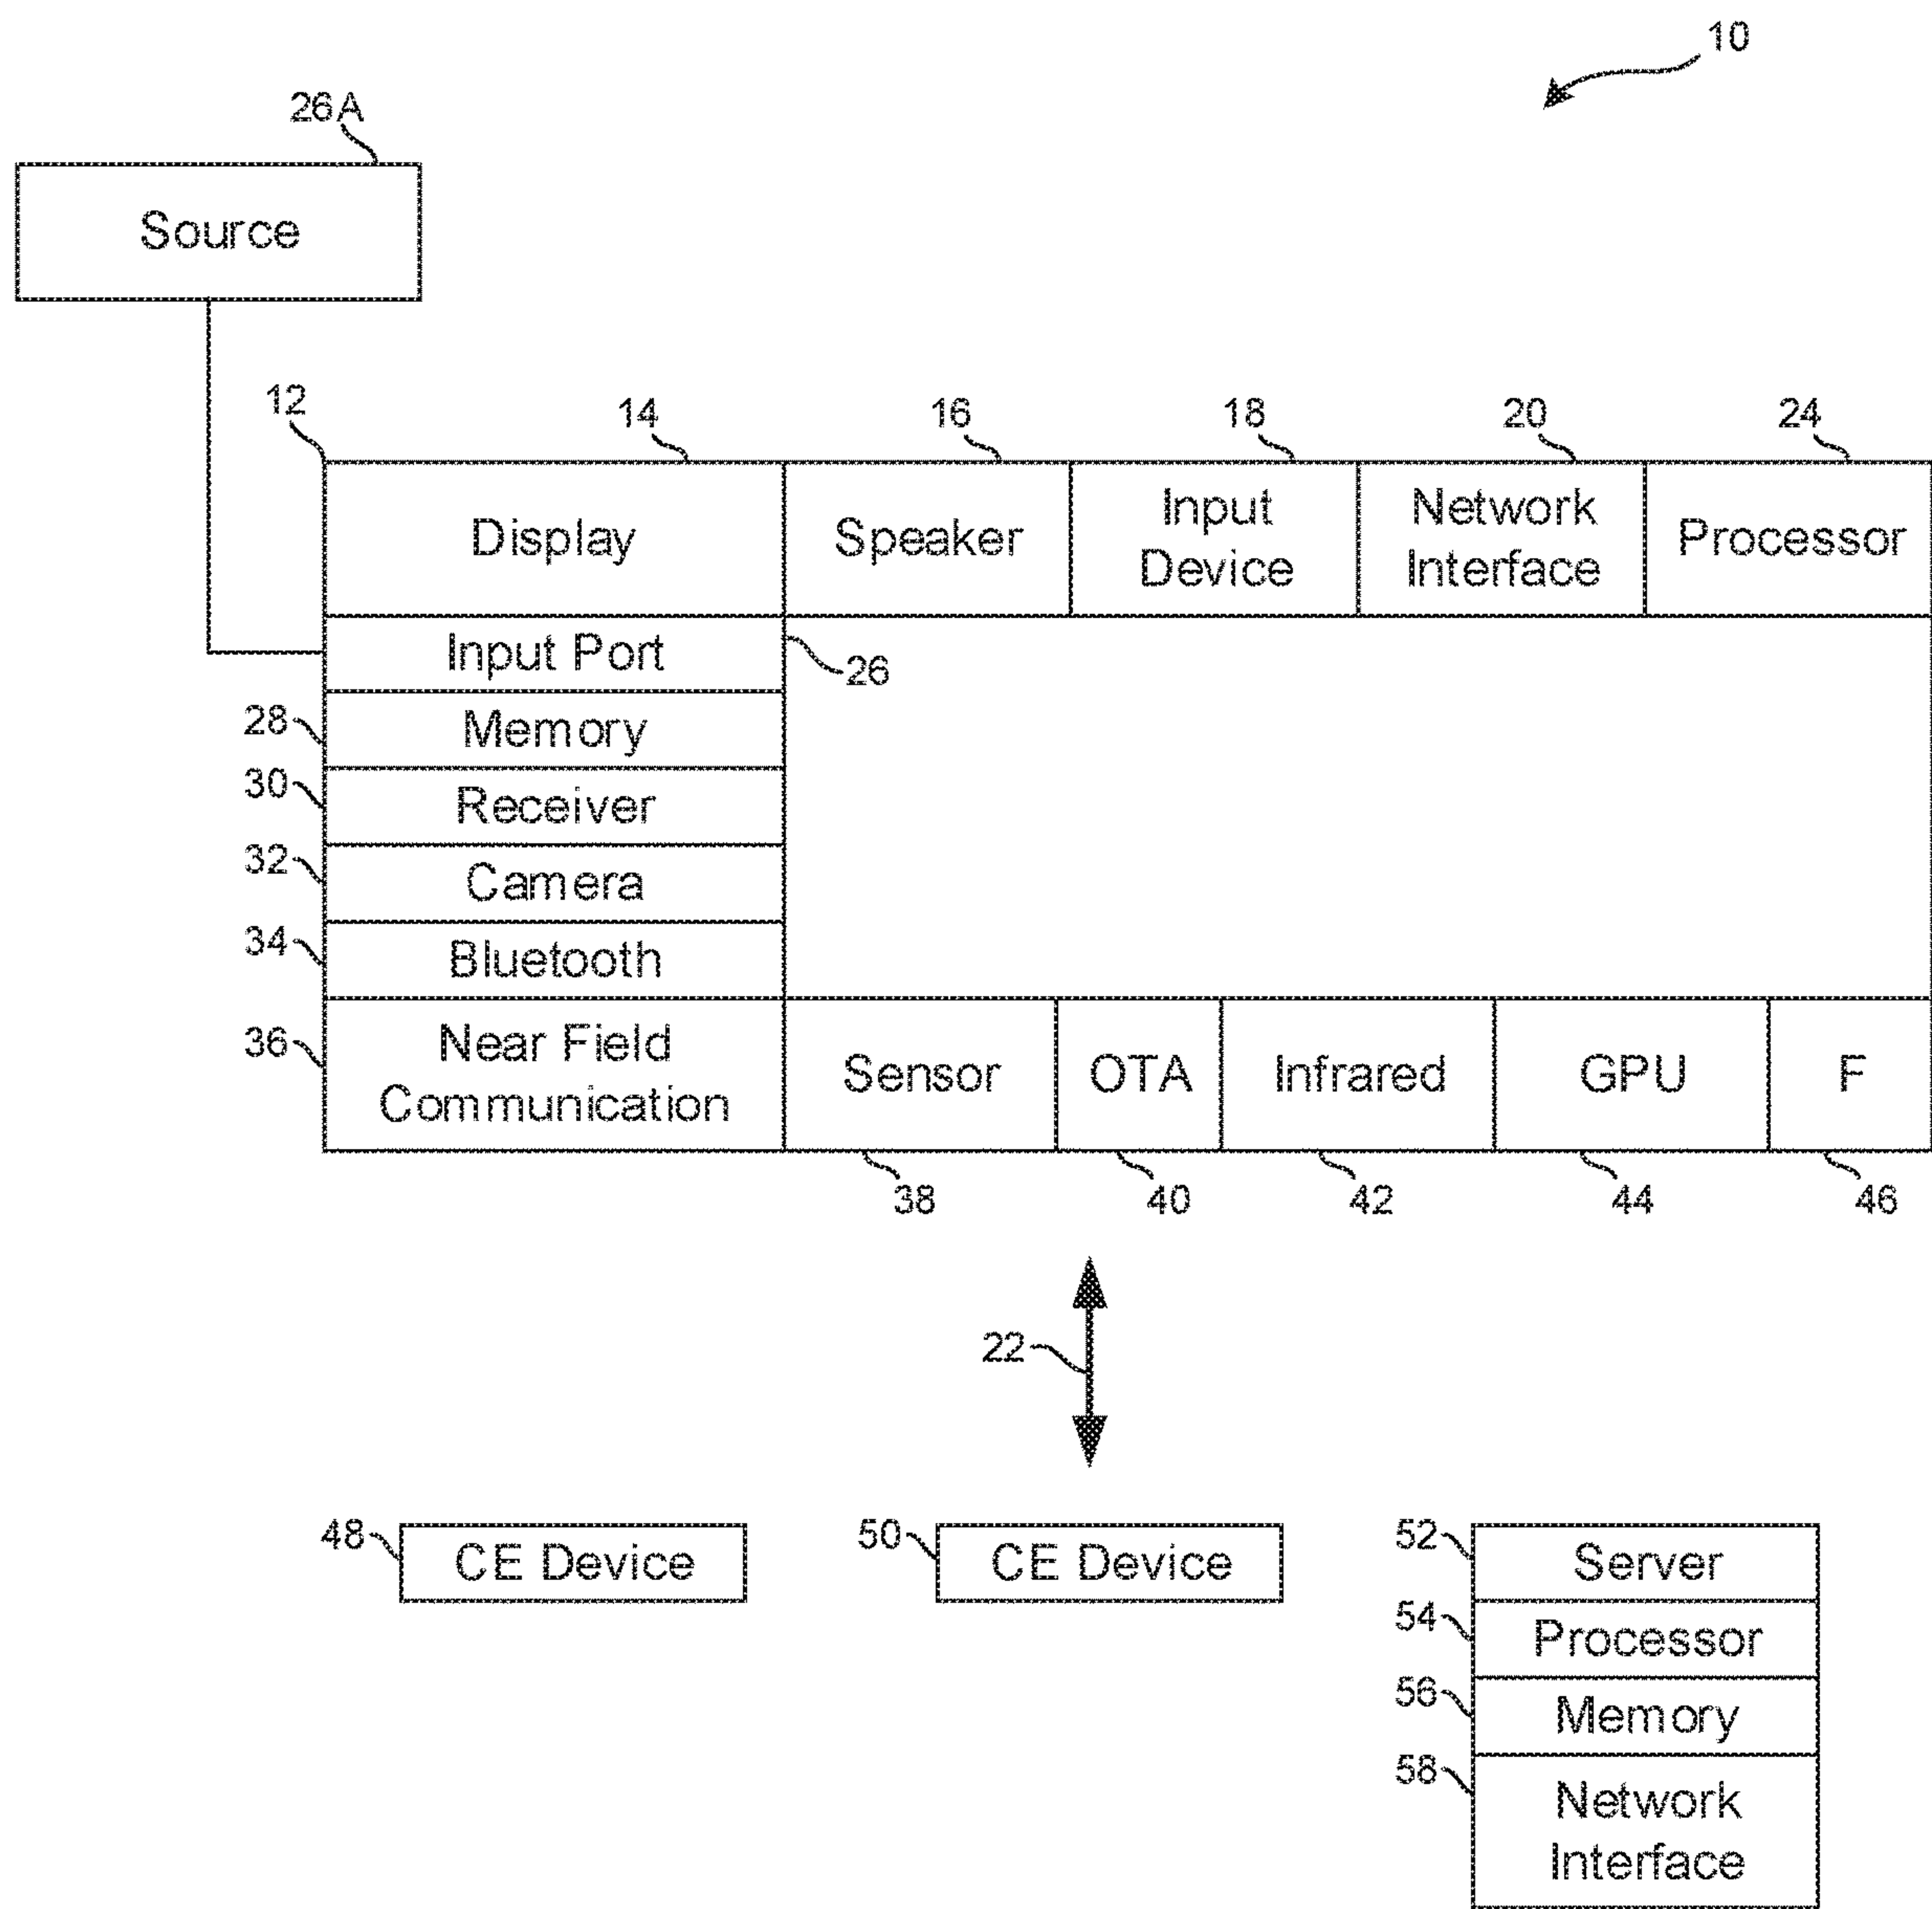 10
26A
Source
12
14
16
18
20
24
Display
Speaker
Input
Device
Network
Interface
Processor
Input Port
26
28
Memory
30
Receiver
32
Camera
34
Bluetooth
36
Near Field
Communication
Sensor
OTA
Infrared
GPU
F
38
40
42
44
46
22
48
CE Device
50
CE Device
52
Server
54
Processor
56
Memory
58
Network
Interface